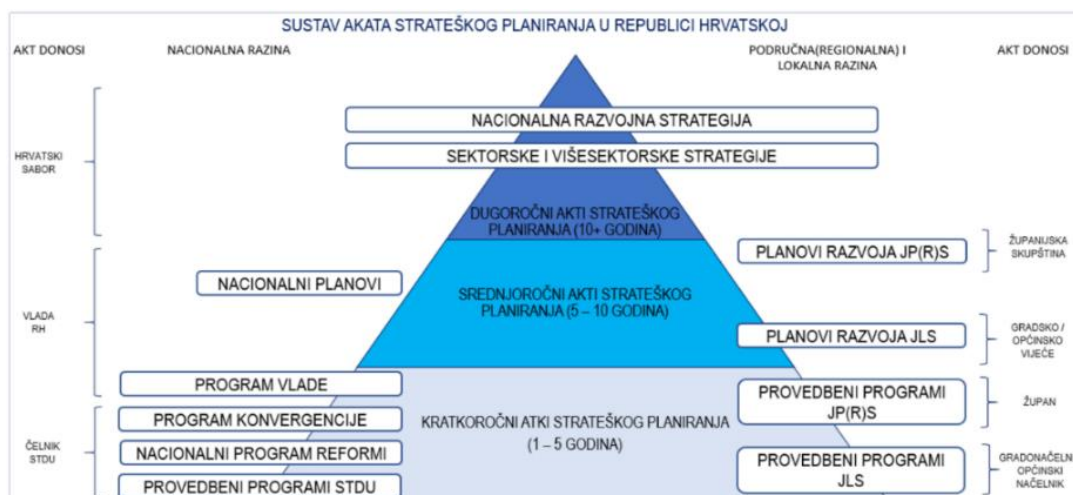 SUSTAV AKATA STRATEŠKOG PLANIRANJA U REPUBLICI HRVATSKOJ
AKT DONOSI
NACIONALNA RAZINA
PODRUČNA(REGIONALNA) I
LOKALNA RAZINA
AKT DONOSI
NACIONALNA RAZVOJNA STRATEGIJA
HRVATSKI
SABOR
SEKTORSKE I VIŠESEKTORSKE STRATEGIJE
DUGOROČNI AKTI STRATEŠKOG
PLANIRANJA (10+ GODINA)
PLANOVI RAZVOJA JP(R)S
ŽUPANIJSKA
SKUPŠTINA
NACIONALNI PLANOVI
SREDNJOROČNI AKTI STRATEŠKOG
PLANIRANJA (5 – 10 GODINA)
VLADA
RH
PLANOVI RAZVOJA JLS
GRADSKO /
OPĆINSKO
VIJEĆE
PROGRAM VLADE
PROVEDBENI PROGRAMI
JP(R)S
ŽUPAN
PROGRAM KONVERGENCIJE
KRATKOROČNI ATKI STRATEŠKOG PLANIRANJA
(1 – 5 GODINA)
ČELNIK
STDU
NACIONALNI PROGRAM REFORMI
PROVEDBENI PROGRAMI
JLS
GRADONAČELN
OPĆINSKI
NAČELNIK
PROVEDBENI PROGRAMI STDU